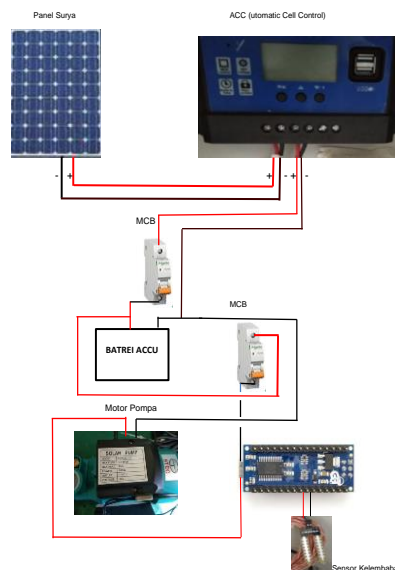 Panel Surya
ACC (utomatic Cell Control)
- +
+ - + -
MCB
MCB
BATREI ACCU
Motor Pompa
SOLAR PUMP
Sensor Kelembaba